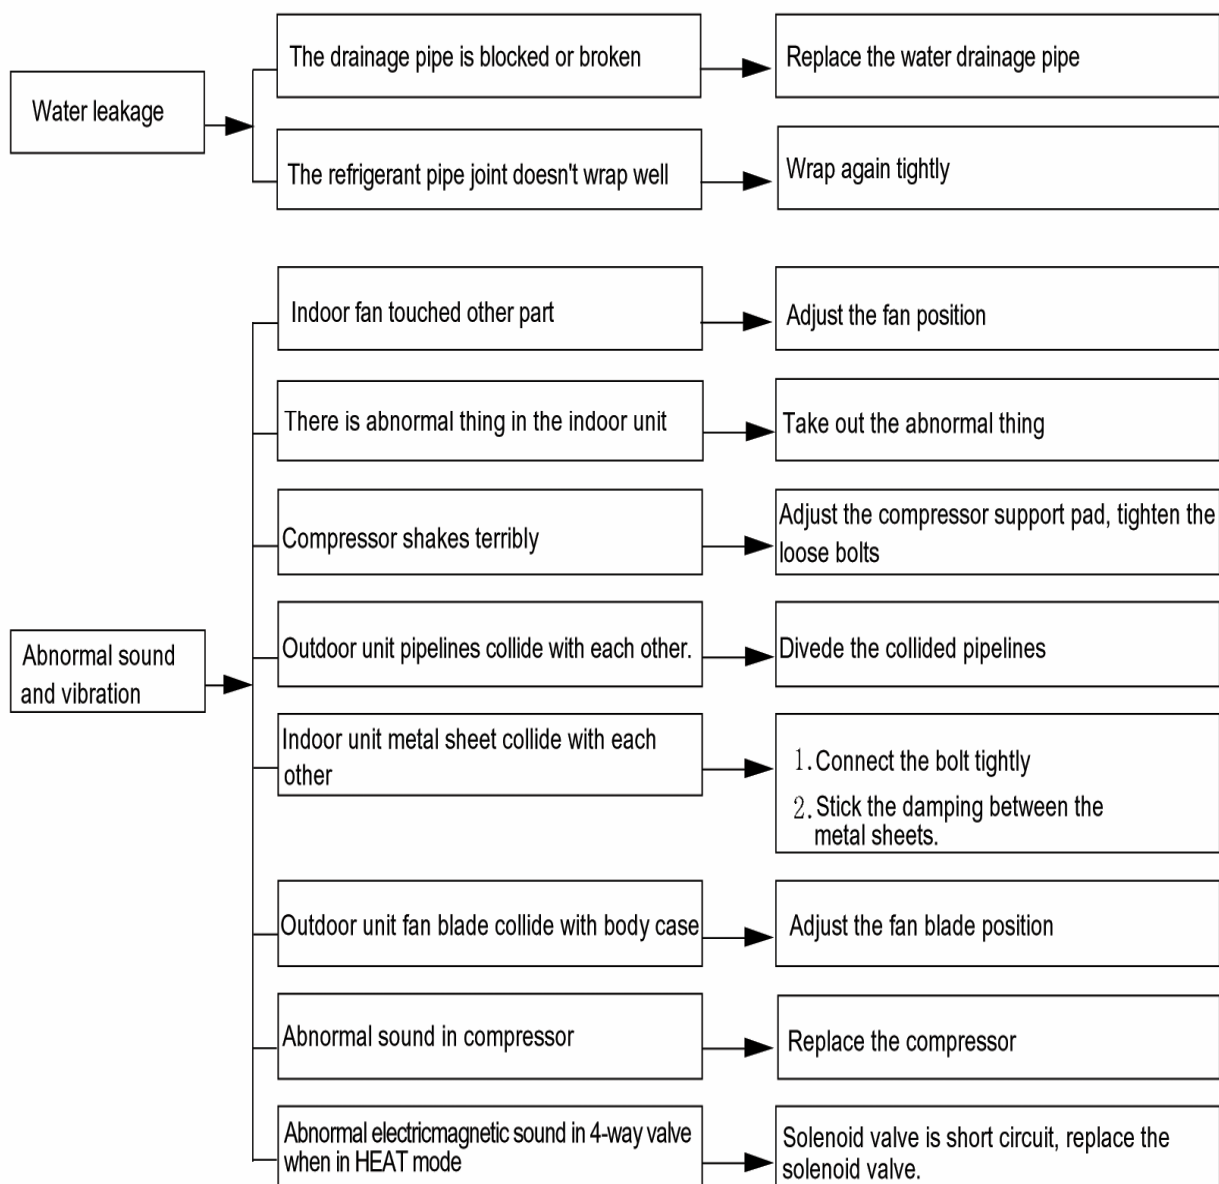 Water leakage
The drainage pipe is blocked or broken
Replace the water drainage pipe
The refrigerant pipe joint doesn't wrap well
Wrap again tightly
Abnormal sound
and vibration
Indoor fan touched other part
Adjust the fan position
There is abnormal thing in the indoor unit
Take out the abnormal thing
Compressor shakes terribly
Adjust the compressor support pad, tighten the
loose bolts
Outdoor unit pipelines collide with each other.
Divede the collided pipelines
Indoor unit metal sheet collide with each
other
1. Connect the bolt tightly
2. Stick the damping between the
metal sheets.
Outdoor unit fan blade collide with body case
Adjust the fan blade position
Abnormal sound in compressor
Replace the compressor
Abnormal electricmagnetic sound in 4-way valve
when in HEAT mode
Solenoid valve is short circuit, replace the
solenoid valve.